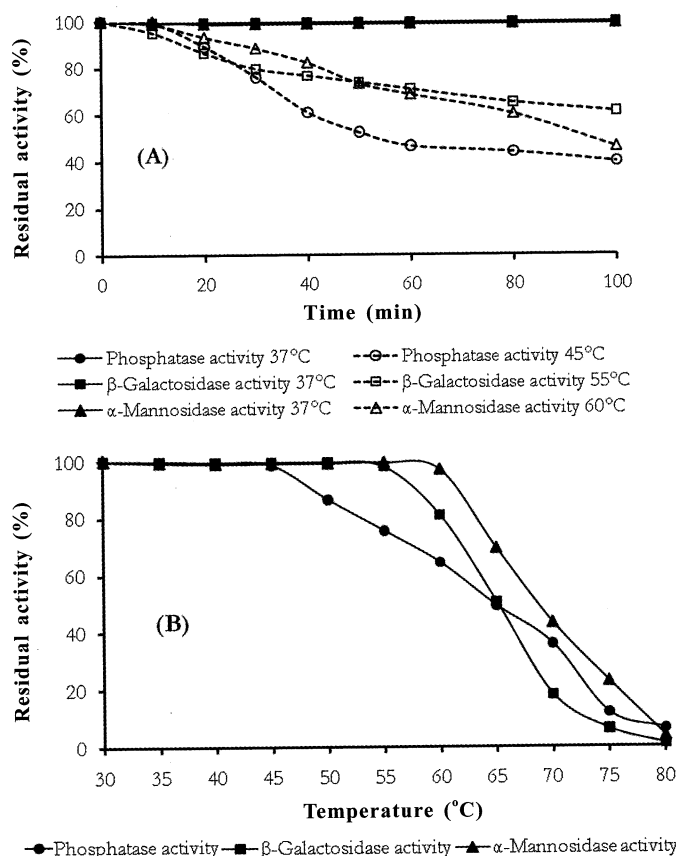 100
80
60
40
20
0
Residual activity (%)
(A)
0 20 40 60 80 100
Time (min)
Phosphatase activity 37°C Phosphatase activity 45°C
β-Galactosidase activity 37°C β-Galactosidase activity 55°C
α-Mannosidase activity 37°C α-Mannosidase activity 60°C
100
80
60
40
20
0
Residual activity (%)
(B)
30 35 40 45 50 55 60 65 70 75 80
Temperature (°C)
Phosphatase activity β-Galactosidase activity α-Mannosidase activity